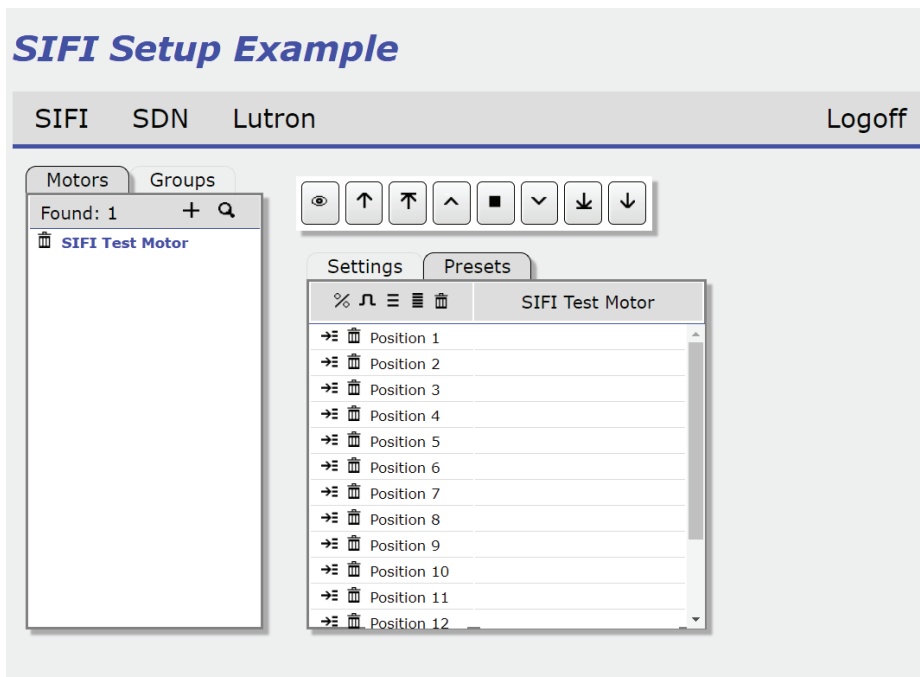 SIFI Setup Example
SIFI SDN Lutron Logoff
Motors Groups
Found: 1
SIFI Test Motor
Settings Presets
SIFI Test Motor
Position 1
Position 2
Position 3
Position 4
Position 5
Position 6
Position 7
Position 8
Position 9
Position 10
Position 11
Position 12